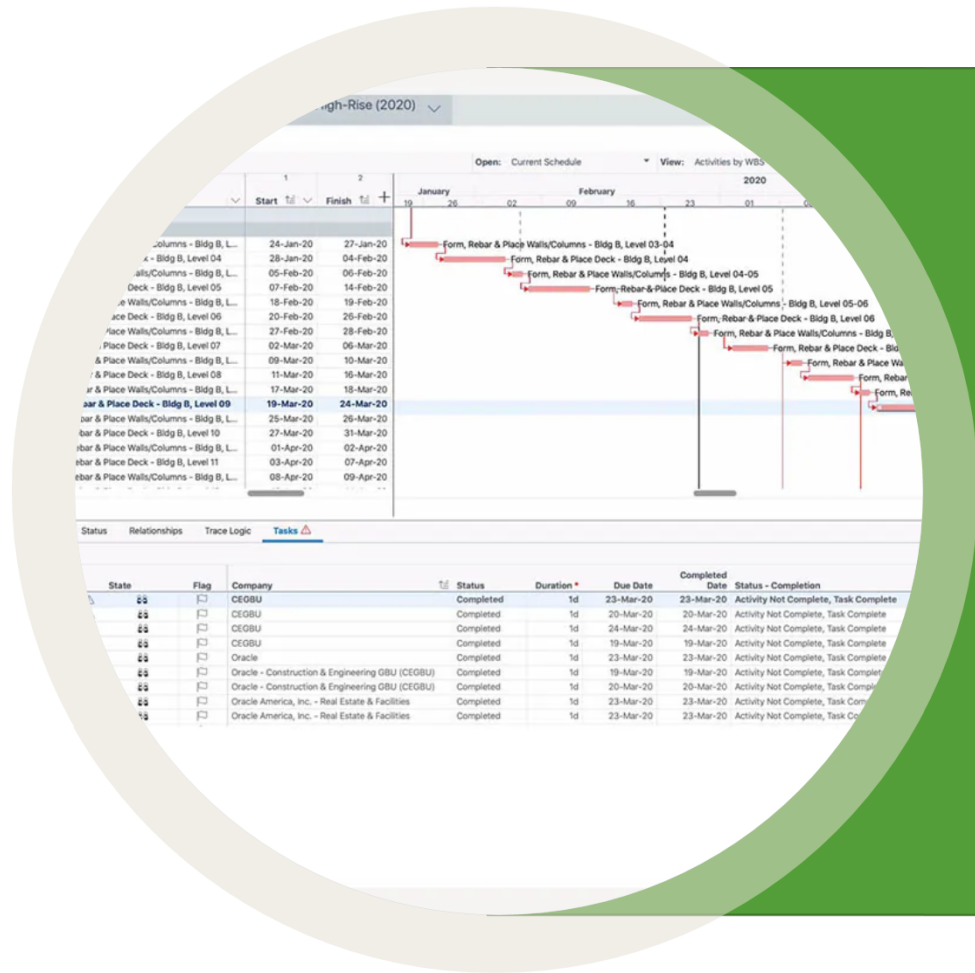 igh-Rise (2020)
Open: Current Schedule View: Activities by WBS
1 2 2020
Start Finish + January February
19 26 02 09 16 23 01
olumns - Bldg B, L... 24-Jan-20 27-Jan-20 Form, Rebar & Place Walls/Columns - Bldg B, Level 03-04
- Bldg B, Level 04 28-Jan-20 04-Feb-20 Form, Rebar & Place Deck - Bldg B, Level 04
alls/Columns - Bldg B, L... 05-Feb-20 06-Feb-20 Form, Rebar & Place Walls/Columns - Bldg B, Level 04-05
Deck - Bldg B, Level 05 07-Feb-20 14-Feb-20 Form, Rebar & Place Deck - Bldg B, Level 05
e Walls/Columns - Bldg B, L... 18-Feb-20 19-Feb-20 Form, Rebar & Place Walls/Columns - Bldg B, Level 05-06
ace Deck - Bldg B, Level 06 20-Feb-20 26-Feb-20 Form, Rebar & Place Deck - Bldg B, Level 06
Place Walls/Columns - Bldg B, L... 27-Feb-20 28-Feb-20 Form, Rebar & Place Walls/Columns - Bldg B,
Place Deck - Bldg B, Level 07 02-Mar-20 06-Mar-20 Form, Rebar & Place Deck - Bld
& Place Walls/Columns - Bldg B, L... 09-Mar-20 10-Mar-20 Form, Rebar & Place Wa
& Place Deck - Bldg B, Level 08 11-Mar-20 16-Mar-20 Form, Rebar
ar & Place Walls/Columns - Bldg B, L... 17-Mar-20 18-Mar-20 Form, Re
bar & Place Deck - Bldg B, Level 09 19-Mar-20 24-Mar-20
bar & Place Walls/Columns - Bldg B, L... 25-Mar-20 26-Mar-20
ebar & Place Deck - Bldg B, Level 10 27-Mar-20 31-Mar-20
ebar & Place Walls/Columns - Bldg B, L... 01-Apr-20 02-Apr-20
ebar & Place Deck - Bldg B, Level 11 03-Apr-20 07-Apr-20
ebar & Place Walls/Columns - Bldg B, L... 08-Apr-20 09-Apr-20
Status Relationships Trace Logic Tasks
State Flag Company Status Duration Due Date Completed Date Status - Completion
CEGBU Completed 1d 23-Mar-20 23-Mar-20 Activity Not Complete, Task Complete
CEGBU Completed 1d 20-Mar-20 20-Mar-20 Activity Not Complete, Task Complete
CEGBU Completed 1d 24-Mar-20 24-Mar-20 Activity Not Complete, Task Complete
CEGBU Completed 1d 19-Mar-20 19-Mar-20 Activity Not Complete, Task Complete
Oracle Completed 1d 23-Mar-20 23-Mar-20 Activity Not Complete, Task Complete
Oracle - Construction & Engineering GBU (CEGBU) Completed 1d 19-Mar-20 19-Mar-20 Activity Not Complete, Task Complete
Oracle - Construction & Engineering GBU (CEGBU) Completed 1d 20-Mar-20 20-Mar-20 Activity Not Complete, Task Comple
Oracle America, Inc. - Real Estate & Facilities Completed 1d 23-Mar-20 23-Mar-20 Activity Not Complete, Task Com
Oracle America, Inc. - Real Estate & Facilities Completed 1d 23-Mar-20 23-Mar-20 Activity Not Complete, Task Co